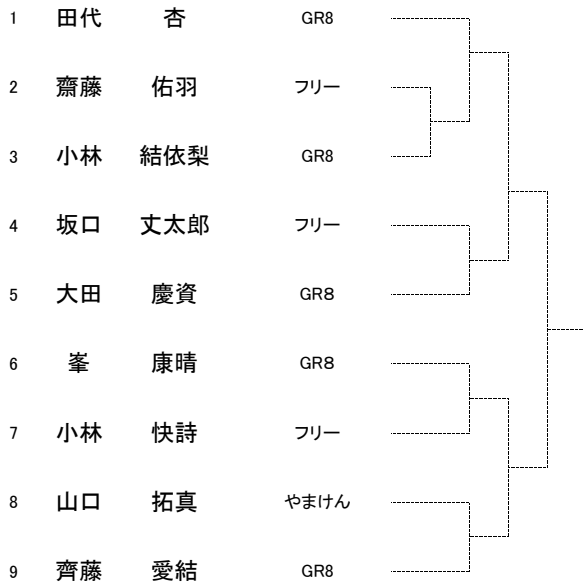 1 田代 杏 GR8
2 齋藤 佑羽 フリー
3 小林 結依梨 GR8
4 坂口 丈太郎 フリー
5 大田 慶資 GR8
6 峯 康晴 GR8
7 小林 快詩 フリー
8 山口 拓真 やまけん
9 齊藤 愛結 GR8